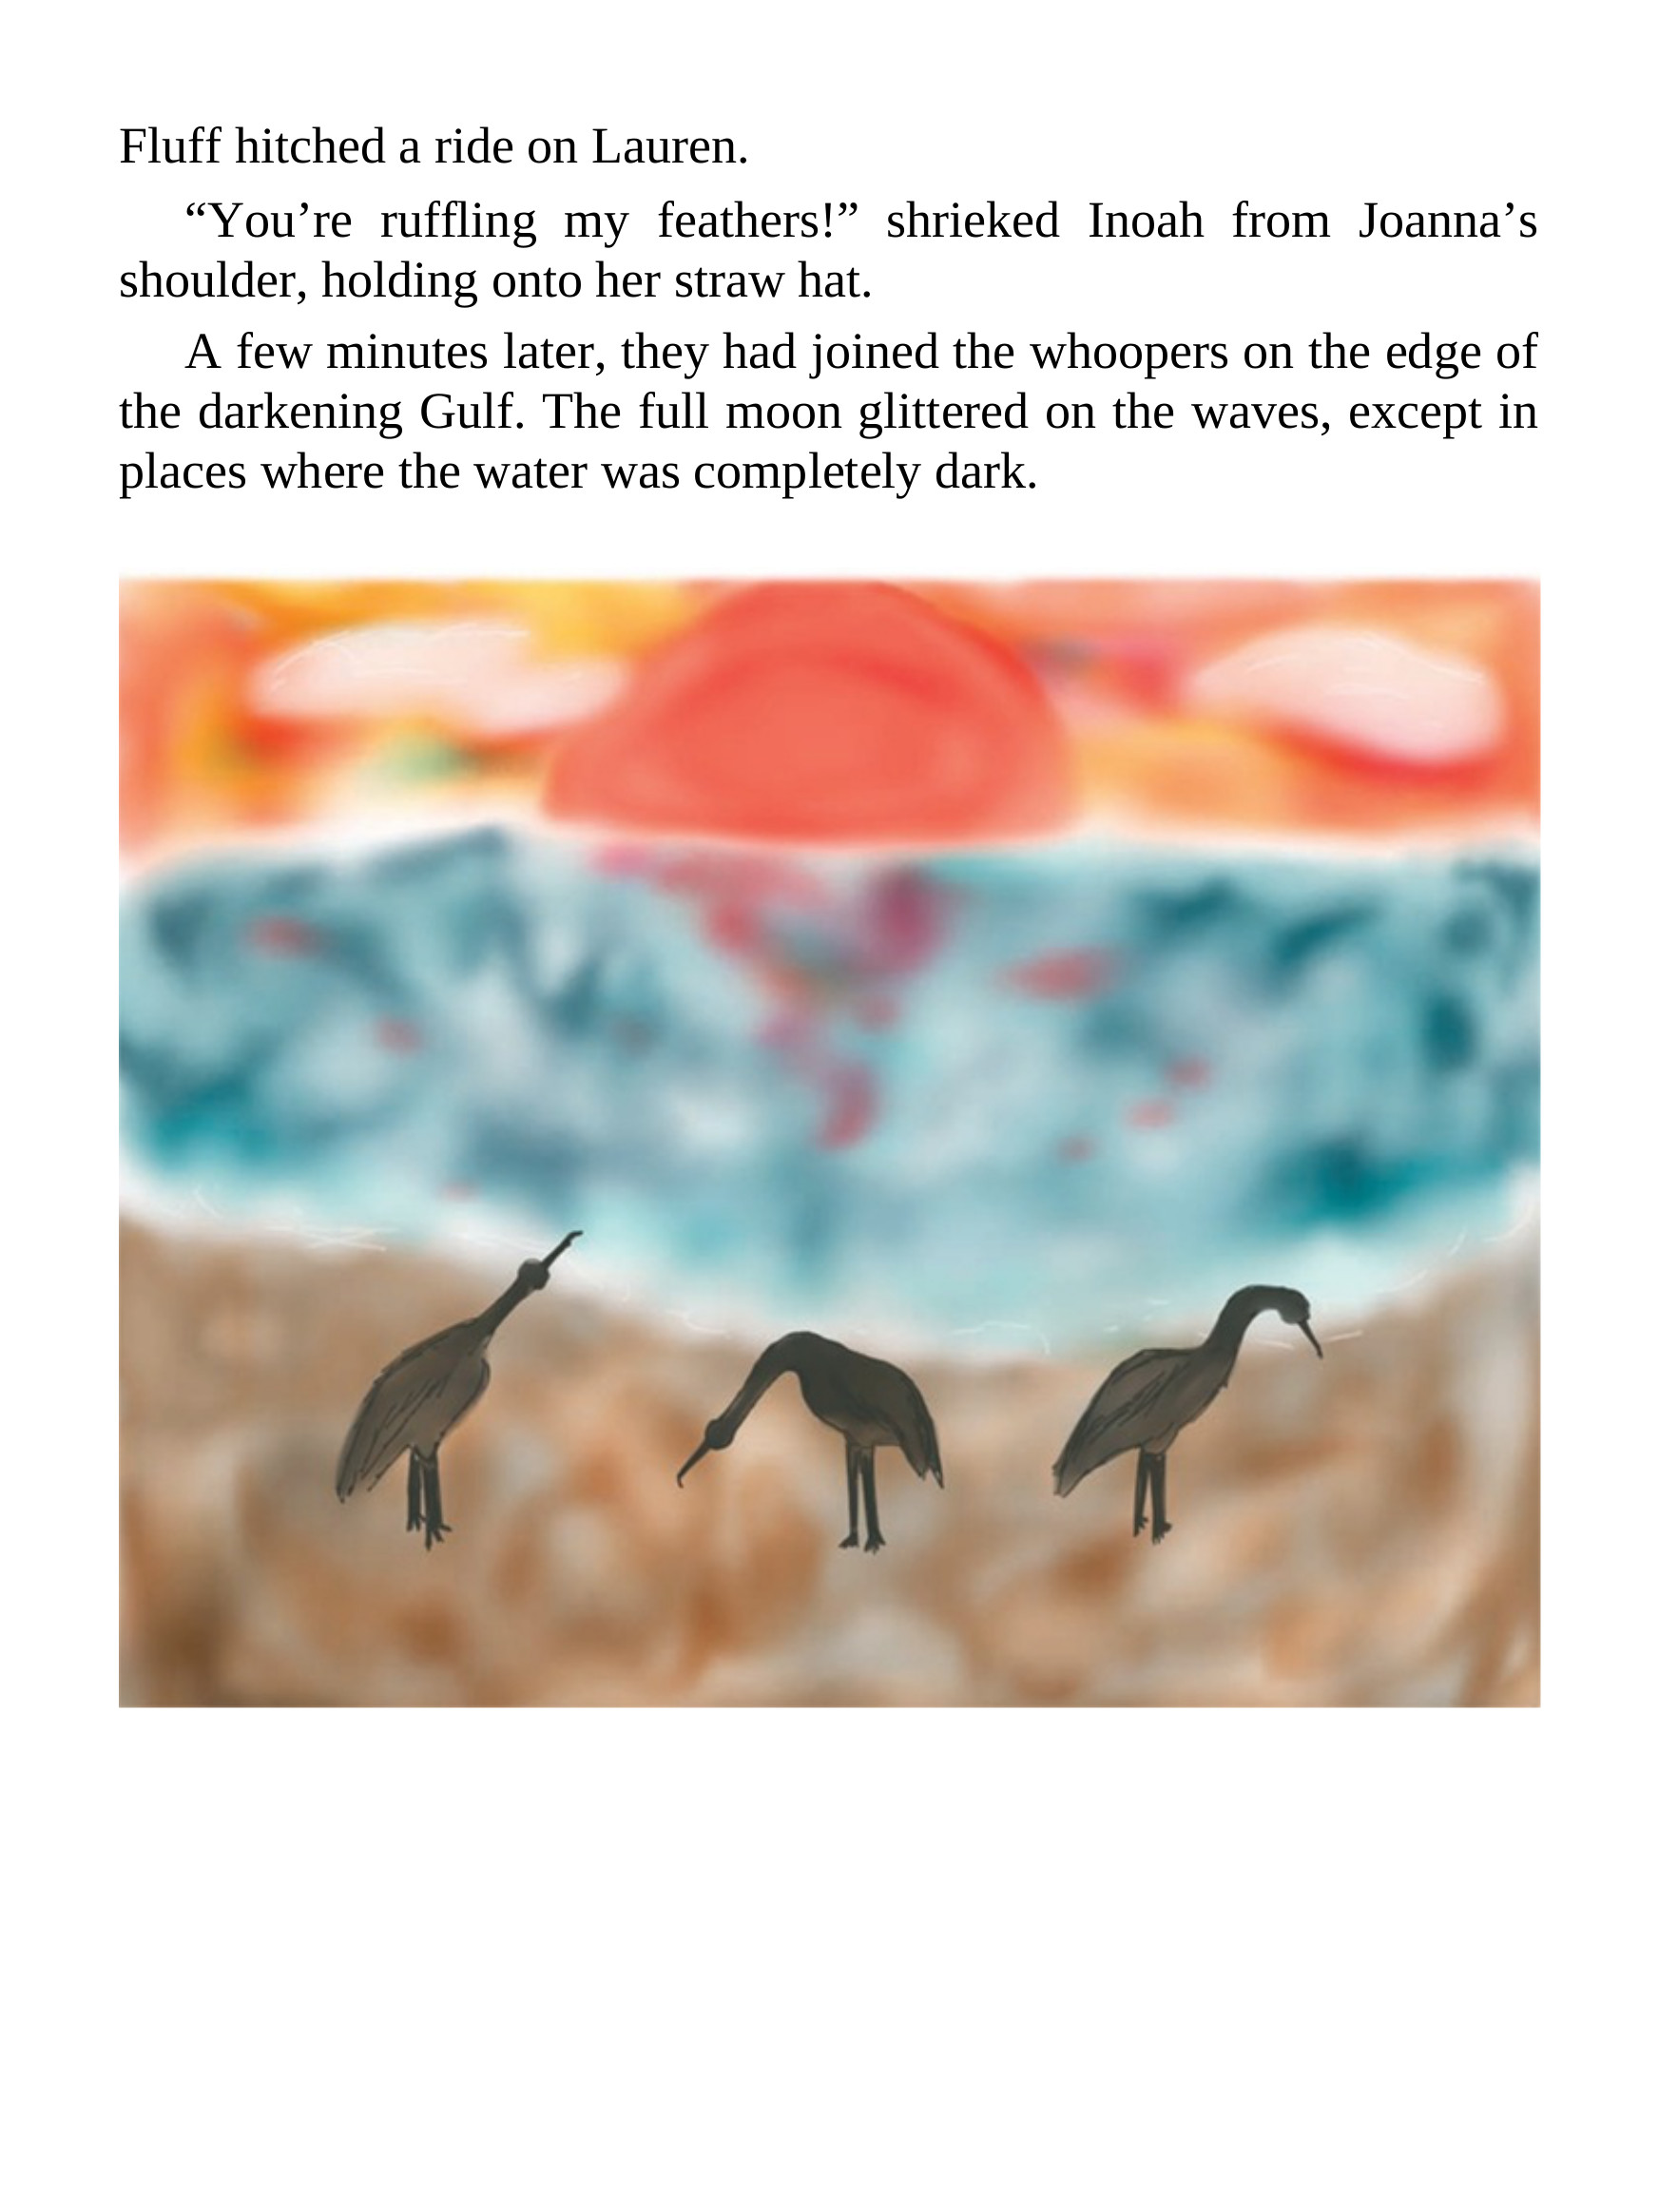 Fluff hitched a ride on Lauren.
“You’re ruffling my feathers!” shrieked Inoah from Joanna’s
shoulder, holding onto her straw hat.
A few minutes later, they had joined the whoopers on the edge of
the darkening Gulf. The full moon glittered on the waves, except in
places where the water was completely dark.